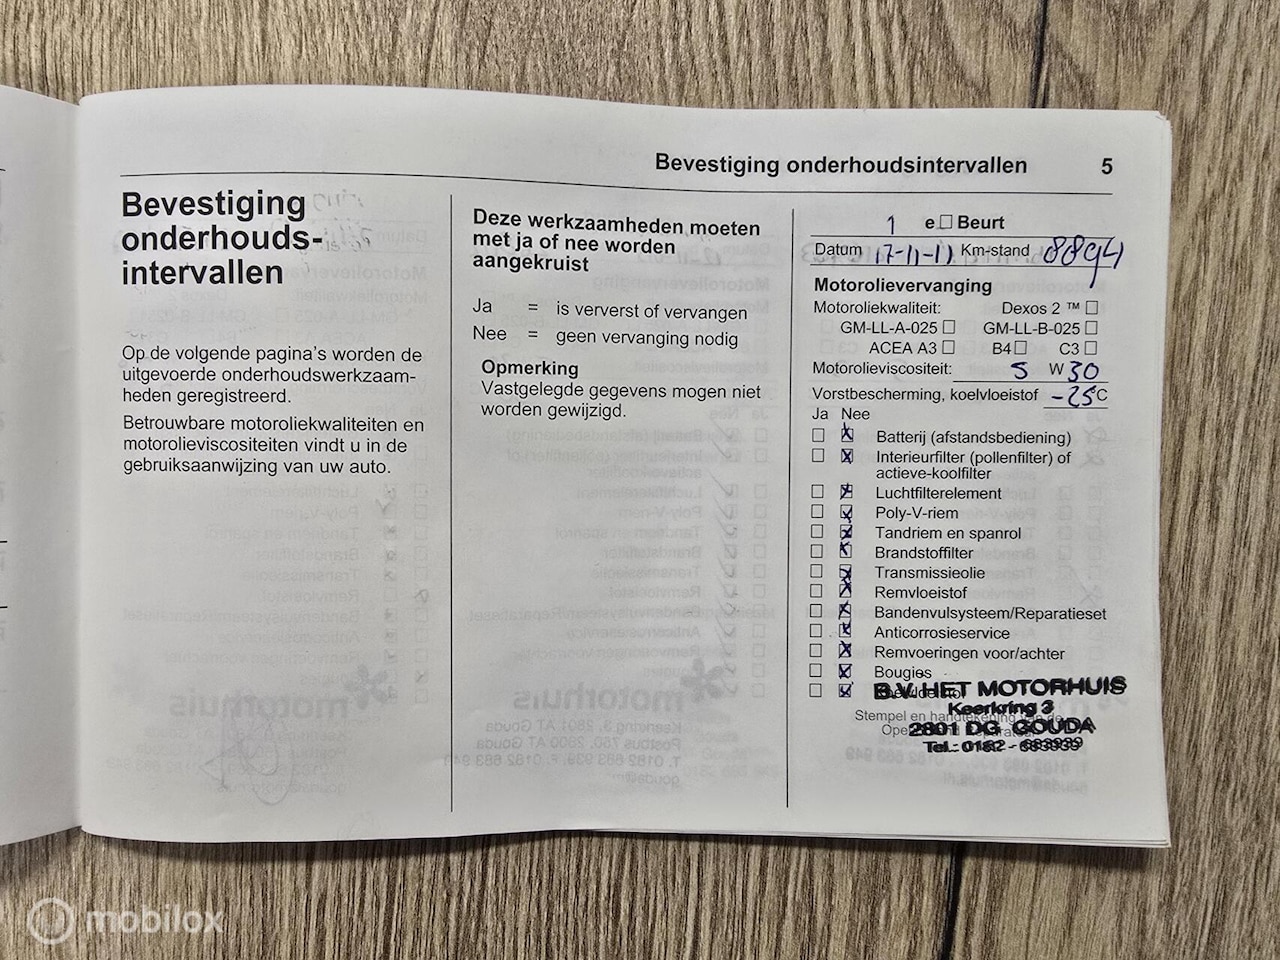 Bevestiging onderhoudsintervallen 5
Bevestiging
onderhouds-
intervallen
Op de volgende pagina's worden de
uitgevoerde onderhoudswerkzaam-
heden geregistreerd.
Betrouwbare motoroliekwaliteiten en
motorolieviscositeiten vindt u in de
gebruiksaanwijzing van uw auto.
Deze werkzaamheden moeten
met ja of nee worden
aangekruist
Ja = is ververst of vervangen
Nee = geen vervanging nodig
Opmerking
Vastgelegde gegevens mogen niet
worden gewijzigd.
1 e Beurt
Datum 17-11-11 Km-stand 8894
Motorolievervanging
Motoroliekwaliteit: Dexos 2 ™
GM-LL-A-025 GM-LL-B-025
ACEA A3 B4 C3
Motorolieviscositeit: 5 W 30
Vorstbescherming, koelvloeistof -25°C
Ja Nee
Batterij (afstandsbediening)
Interieurfilter (pollenfilter) of
actieve-koolfilter
Luchtfilterelement
Poly-V-riem
Tandriem en spanrol
Brandstoffilter
Transmissieolie
Remvloeistof
Bandenvulsysteem/Reparatieset
Anticorrosieservice
Remvoeringen voor/achter
Bougies
B.V. HET MOTORHUIS
Keerkring 3
Stempel en handtekening van de
2801 DG GOUDA
Tel.: 0182 - 683939
mobilox